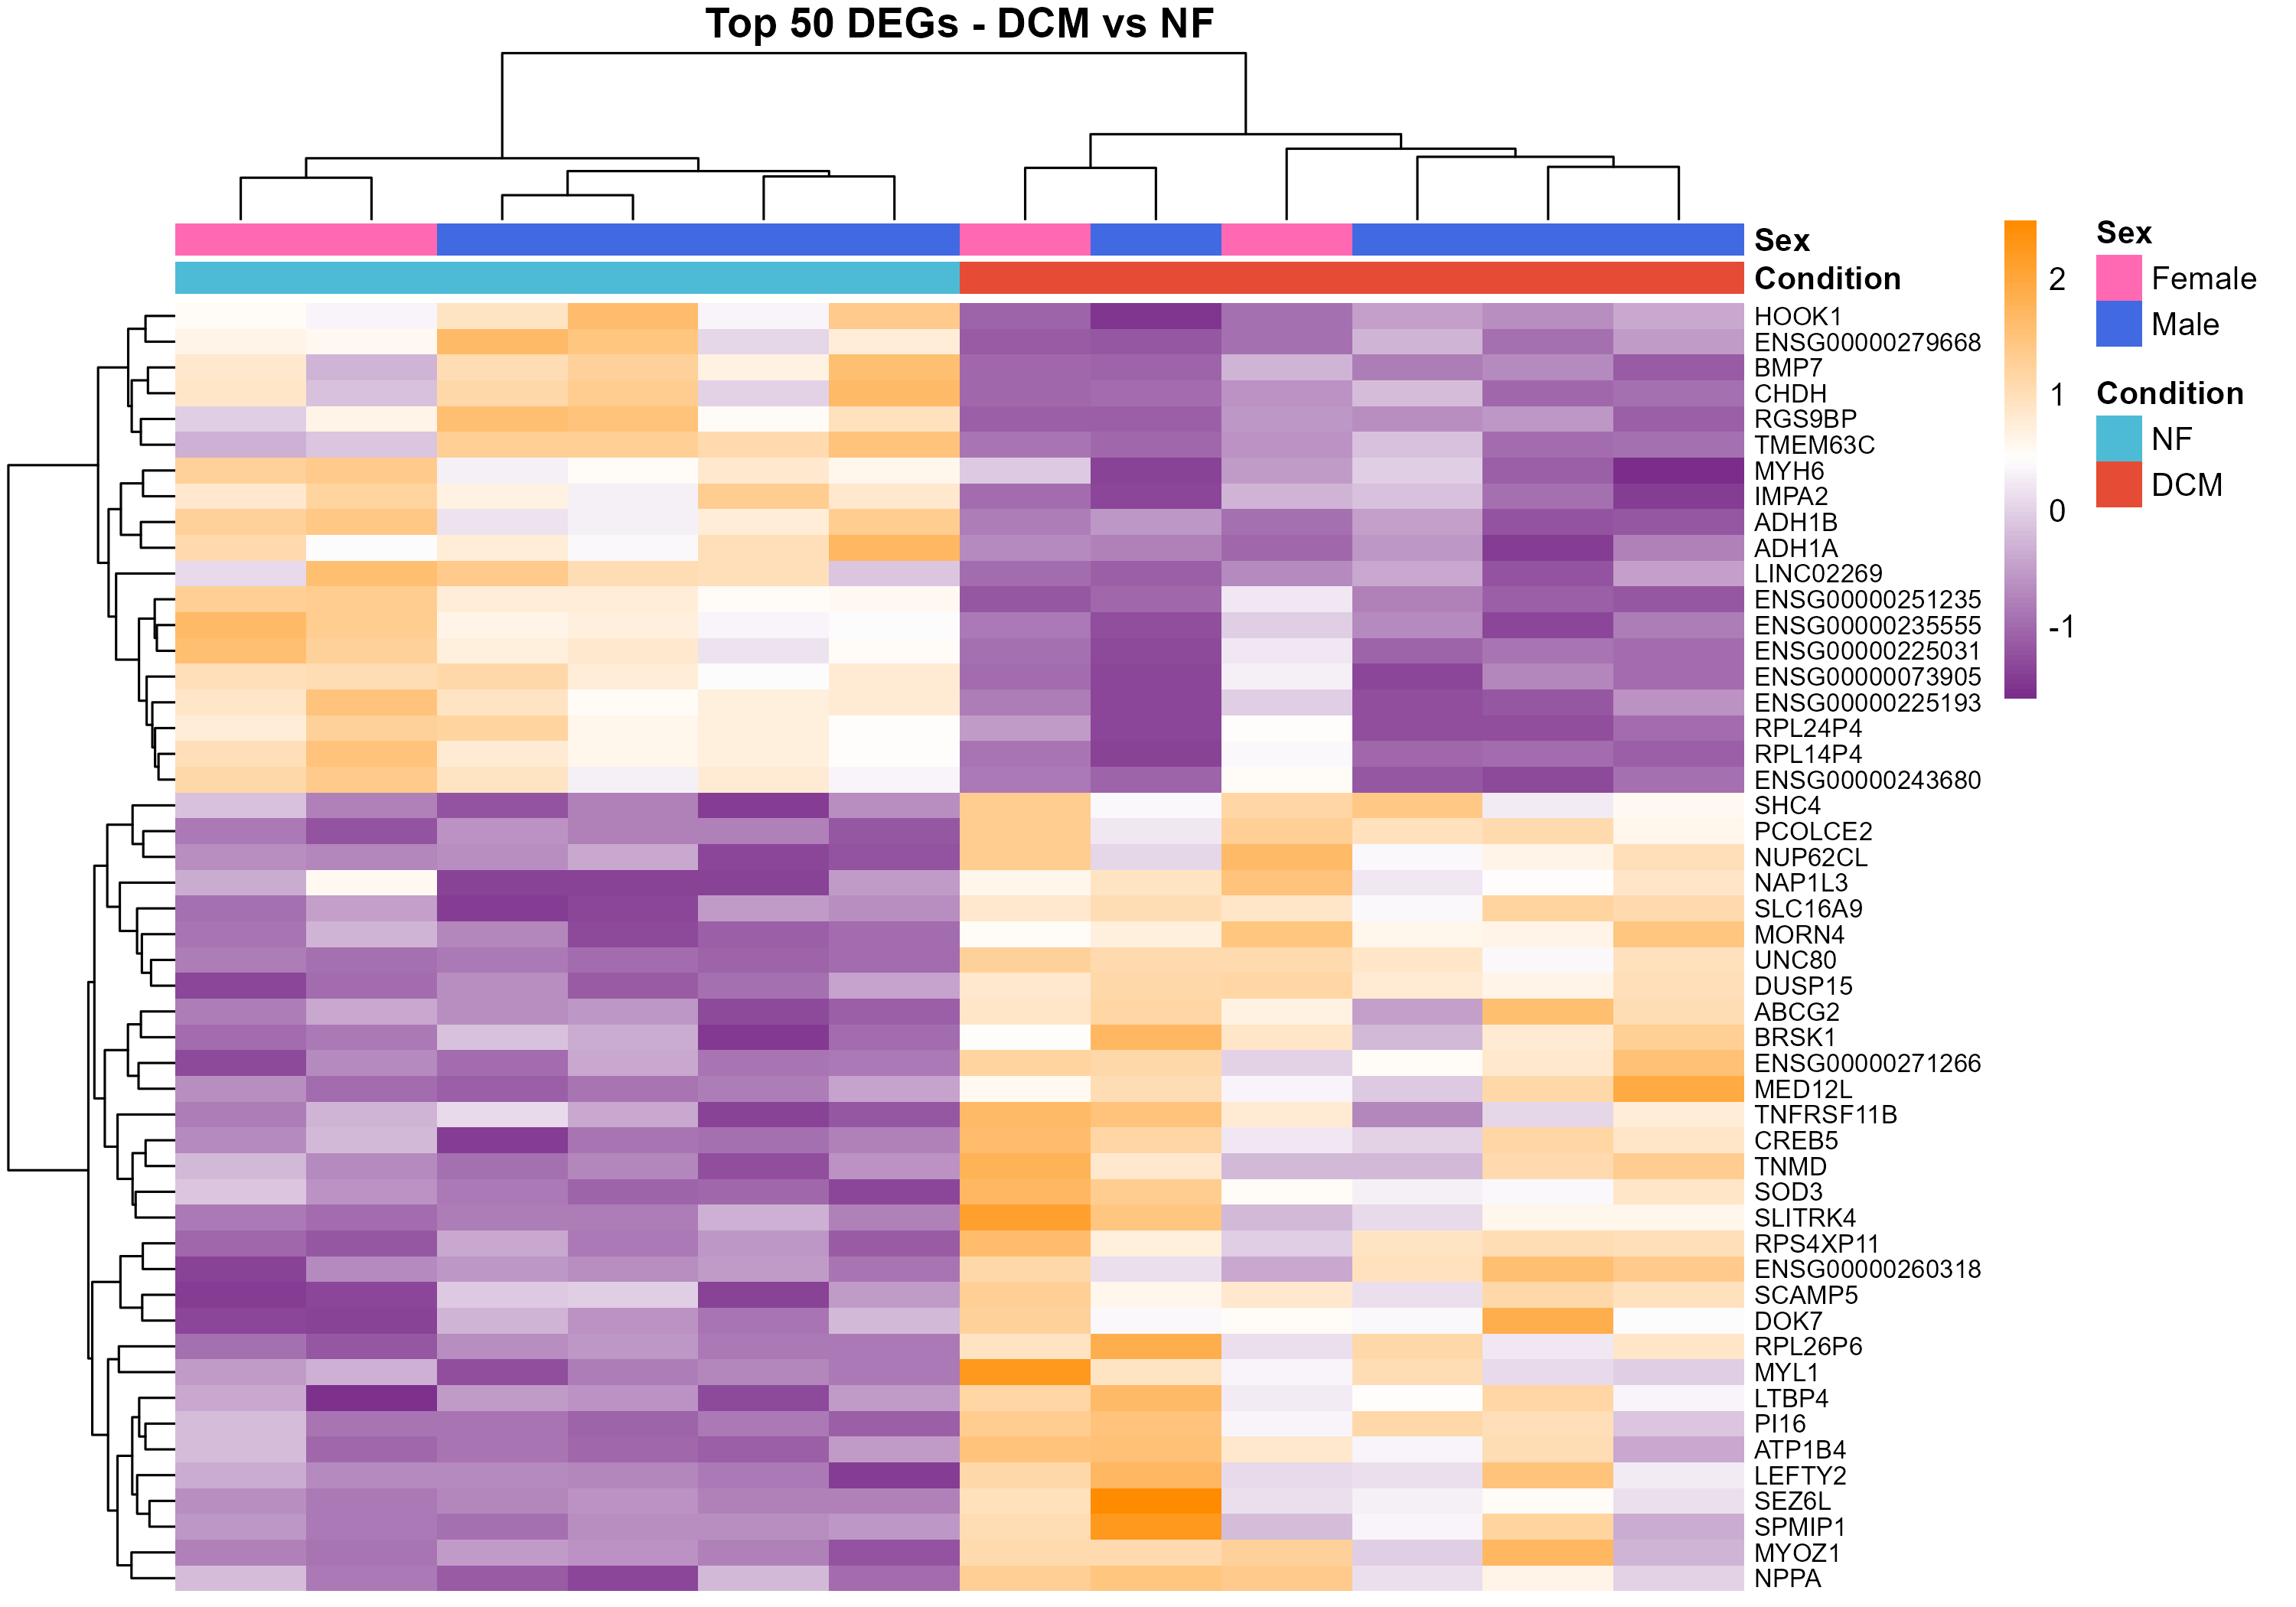 Top 50 DEGs - DCM vs NF
Sex
Condition
HOOK1
ENSG00000279668
BMP7
CHDH
RGS9BP
TMEM63C
MYH6
IMPA2
ADH1B
ADH1A
LINC02269
ENSG00000251235
ENSG00000235555
ENSG00000225031
ENSG00000073905
ENSG00000225193
RPL24P4
RPL14P4
ENSG00000243680
SHC4
PCOLCE2
NUP62CL
NAP1L3
SLC16A9
MORN4
UNC80
DUSP15
ABCG2
BRSK1
ENSG00000271266
MED12L
TNFRSF11B
CREB5
TNMD
SOD3
SLITRK4
RPS4XP11
ENSG00000260318
SCAMP5
DOK7
RPL26P6
MYL1
LTBP4
PI16
ATP1B4
LEFTY2
SEZ6L
SPMIP1
MYOZ1
NPPA
2
1
0
-1
Sex
Female
Male
Condition
NF
DCM